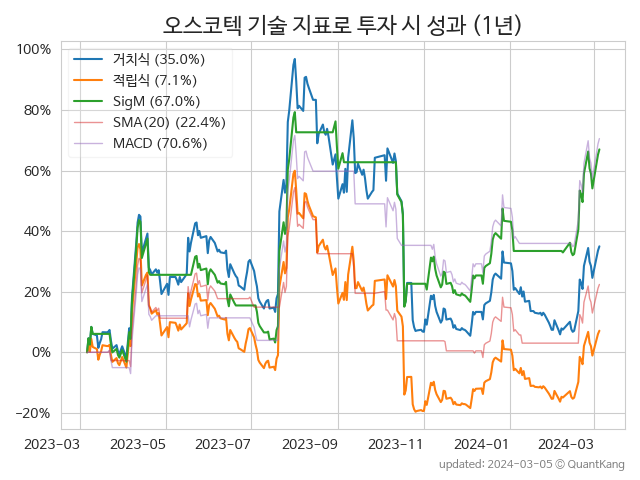 오스코텍 기술 지표로 투자 시 성과 (1년)
거치식 (35.0%)
적립식 (7.1%)
SigM (67.0%)
SMA(20) (22.4%)
MACD (70.6%)
100%
80%
60%
40%
20%
0%
−20%
2023-03 2023-05 2023-07 2023-09 2023-11 2024-01 2024-03
updated: 2024-03-05 © QuantKang